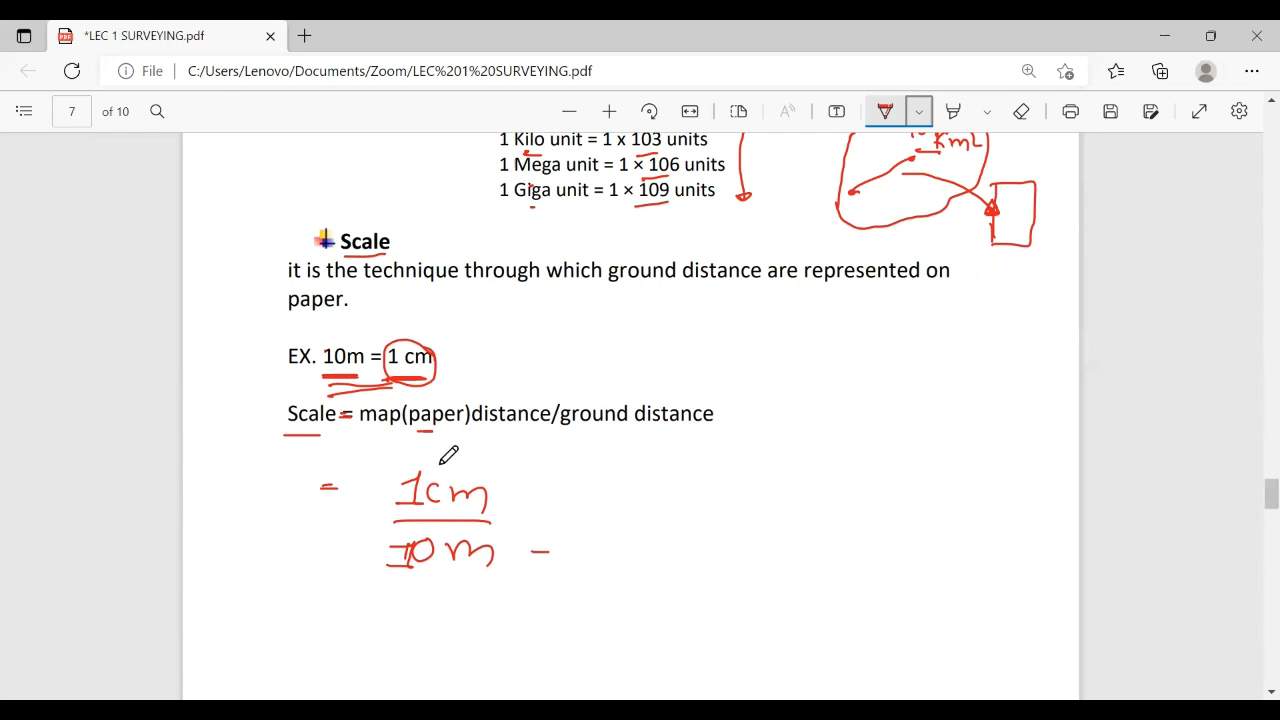 *LEC 1 SURVEYING.pdf
File C:/Users/Lenovo/Documents/Zoom/LEC%201%20SURVEYING.pdf
7 of 10
1 Kilo unit = 1 x 103 units
1 Mega unit = 1 × 106 units
1 Giga unit = 1 × 109 units
Scale
it is the technique through which ground distance are represented on
paper.
EX. 10m = 1 cm
Scale = map(paper)distance/ground distance
= 1cm
10m -